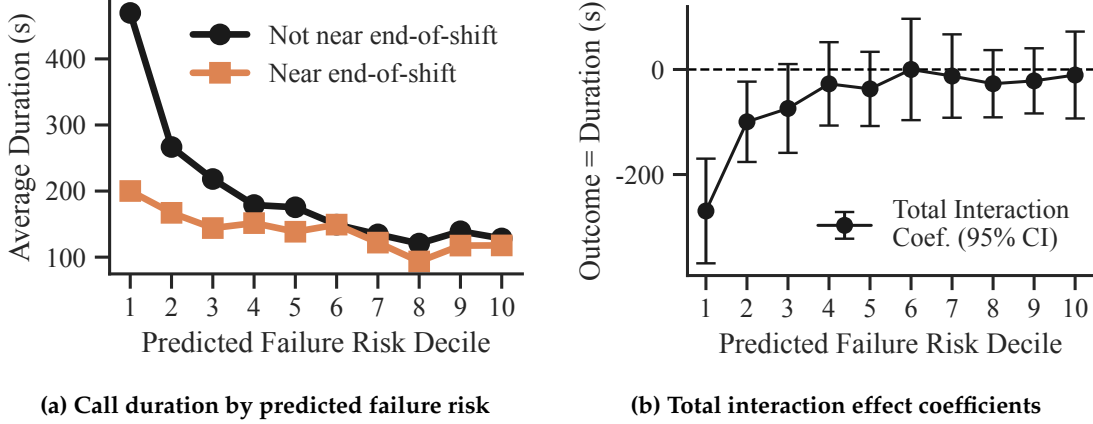 Average Duration (s)
400
300
200
100
Not near end-of-shift
Near end-of-shift
1 2 3 4 5 6 7 8 9 10
Predicted Failure Risk Decile
(a) Call duration by predicted failure risk
Outcome = Duration (s)
0
-200
Total Interaction
Coef. (95% CI)
1 2 3 4 5 6 7 8 9 10
Predicted Failure Risk Decile
(b) Total interaction effect coefficients